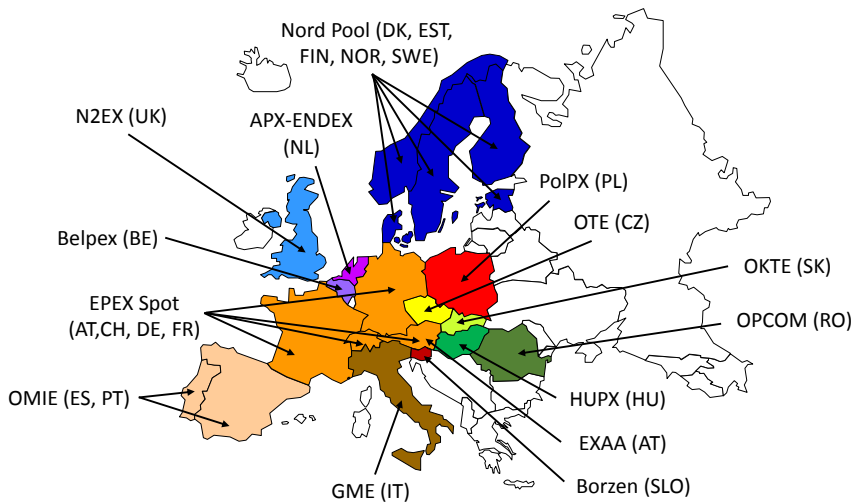 Nord Pool (DK, EST,
FIN, NOR, SWE)
N2EX (UK)
APX-ENDEX
(NL)
PolPX (PL)
OTE (CZ)
Belpex (BE)
OKTE (SK)
EPEX Spot
(AT,CH, DE, FR)
OPCOM (RO)
OMIE (ES, PT)
HUPX (HU)
EXAA (AT)
GME (IT)
Borzen (SLO)